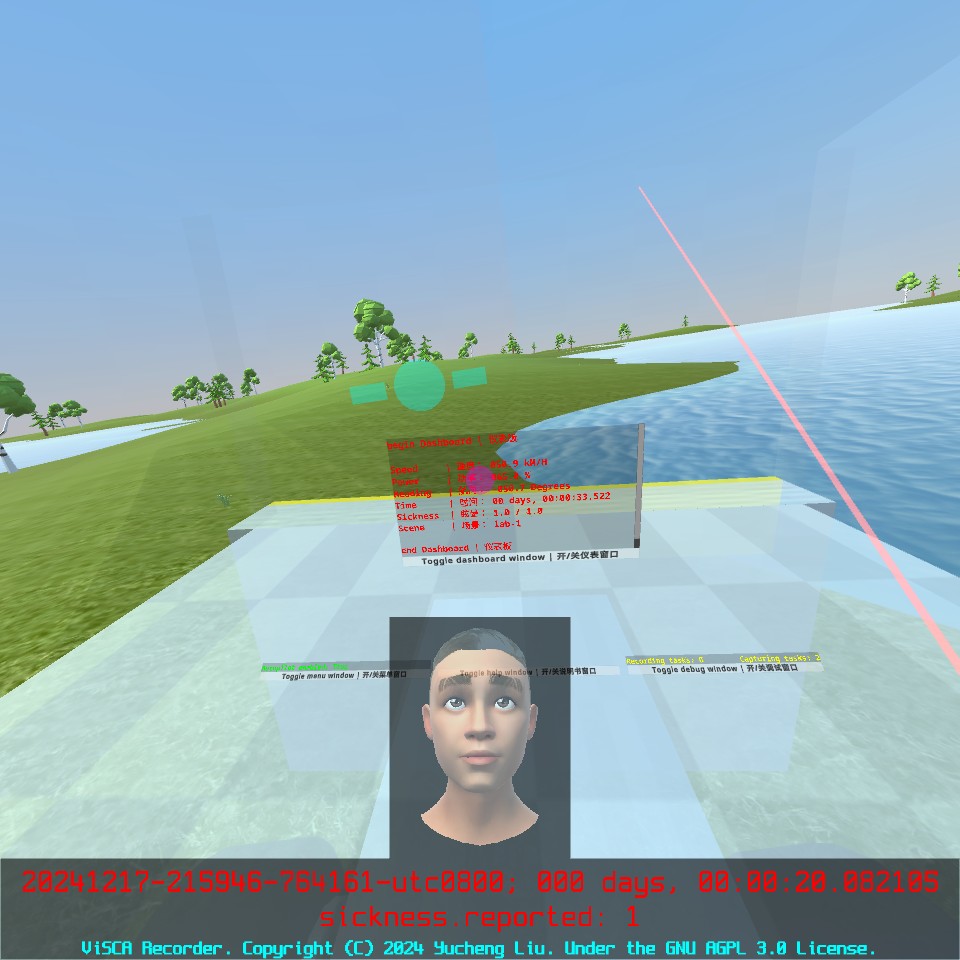 Begin Dashboard | 仪表板
Speed | 速度: km/H
Pause | %
Heading | Degrees
Time | 时间: 00 days, 00:00:33.522
Sickness | 眩晕: 1.0 / 1.0
Scene | 场景: lab-1
End Dashboard | 仪表板
Toggle dashboard window | 开/关仪表窗口
Recording tasks: 0 Capturing tasks: 2
Toggle menu window | 开/关菜单窗口
Toggle help window | 开/关说明书窗口
Toggle debug window | 开/关调试窗口
20241217-215946-764161-utc0800; 000 days, 00:00:20.082105
sickness.reported: 1
ViSCA Recorder. Copyright (C) 2024 Yucheng Liu. Under the GNU AGPL 3.0 License.